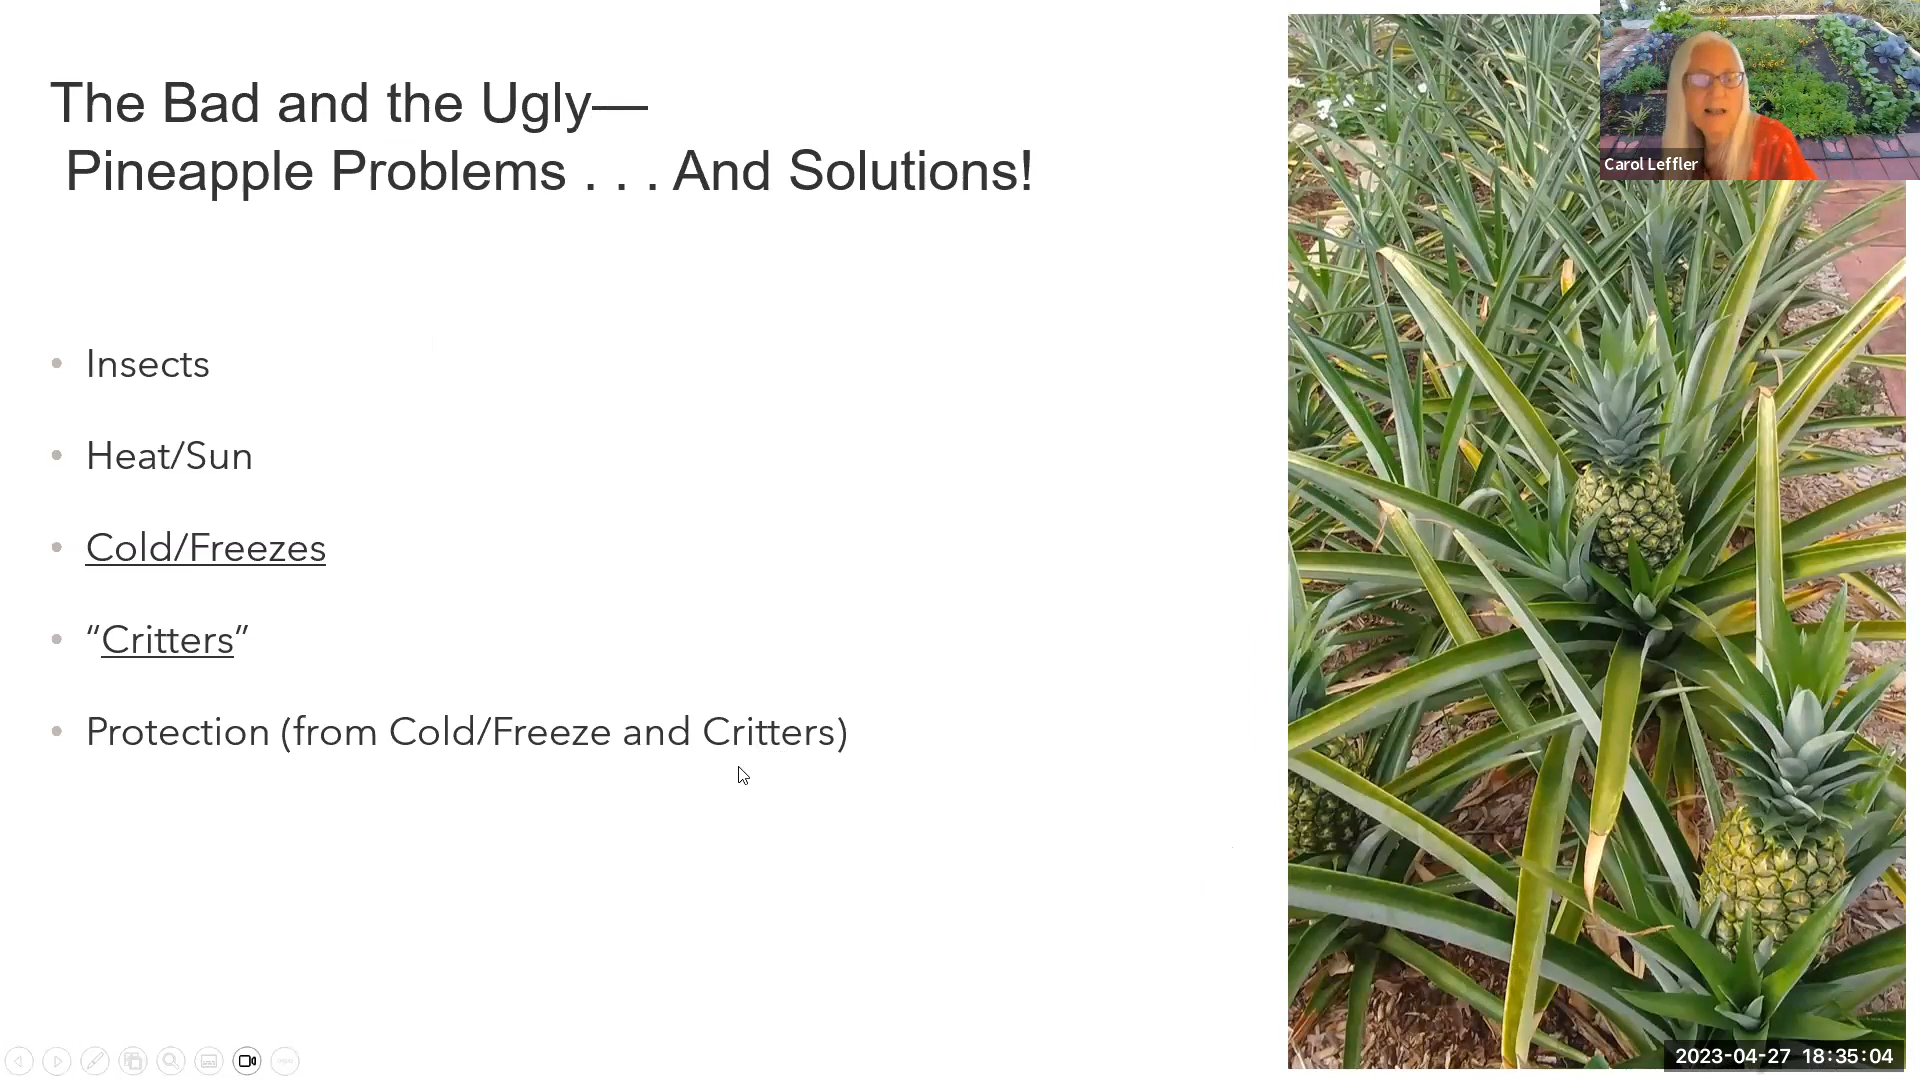 The Bad and the Ugly—
Pineapple Problems . . . And Solutions!
• Insects
• Heat/Sun
• Cold/Freezes
• “Critters”
• Protection (from Cold/Freeze and Critters)
Carol Leffler
2023-04-27 18:35:04